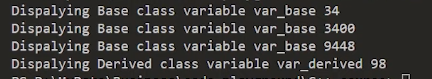 Dispalying Base class variable var_base 34
Dispalying Base class variable var_base 3400
Dispalying Base class variable var_base 9448
Dispalying Derived class variable var_derived 98